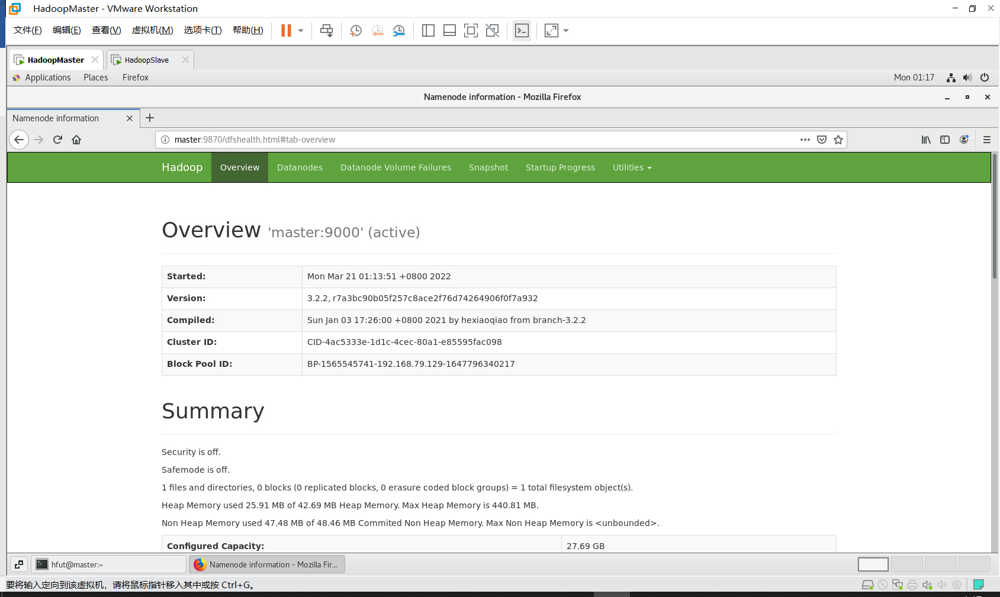 HadoopMaster - VMware Workstation
文件(F) 编辑(E) 查看(V) 虚拟机(M) 选项卡(T) 帮助(H)
HadoopMaster HadoopSlave
Applications Places Firefox Mon 01:17
Namenode information - Mozilla Firefox
Namenode information
master:9870/dfshealth.html#tab-overview
Hadoop Overview Datanodes Datanode Volume Failures Snapshot Startup Progress Utilities
Overview 'master:9000' (active)
Started: Mon Mar 21 01:13:51 +0800 2022
Version: 3.2.2, r7a3bc90b05f257c8ace2f76d74264906f0f7a932
Compiled: Sun Jan 03 17:26:00 +0800 2021 by hexiaoqiao from branch-3.2.2
Cluster ID: CID-4ac5333e-1d1c-4cec-80a1-e85595fac098
Block Pool ID: BP-1565545741-192.168.79.129-1647796340217
Summary
Security is off.
Safemode is off.
1 files and directories, 0 blocks (0 replicated blocks, 0 erasure coded block groups) = 1 total filesystem object(s).
Heap Memory used 25.91 MB of 42.69 MB Heap Memory. Max Heap Memory is 440.81 MB.
Non Heap Memory used 47.48 MB of 48.46 MB Commited Non Heap Memory. Max Non Heap Memory is <unbounded>.
Configured Capacity: 27.69 GB
hfut@master:~ Namenode information - Mozilla Fir...
要将输入定向到该虚拟机，请将鼠标指针移入其中或按 Ctrl+G。